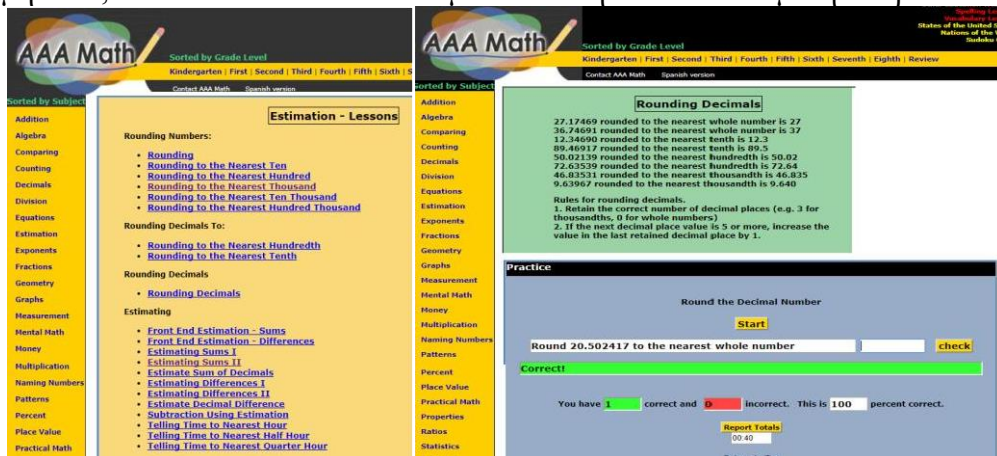 AAA Math
Sorted by Grade Level
Kindergarten | First | Second | Third | Fourth | Fifth | Sixth | S
Contact AAA Math Spanish version
Sorted by Subject
Addition
Algebra
Comparing
Counting
Decimals
Division
Equations
Estimation
Exponents
Fractions
Geometry
Graphs
Measurement
Mental Math
Money
Multiplication
Naming Numbers
Patterns
Percent
Place Value
Practical Math
Estimation - Lessons
Rounding Numbers:
Rounding
Rounding to the Nearest Ten
Rounding to the Nearest Hundred
Rounding to the Nearest Thousand
Rounding to the Nearest Ten Thousand
Rounding to the Nearest Hundred Thousand
Rounding Decimals To:
Rounding to the Nearest Hundredth
Rounding to the Nearest Tenth
Rounding Decimals
Rounding Decimals
Estimating
Front End Estimation - Sums
Front End Estimation - Differences
Estimating Sums I
Estimating Sums II
Estimate Sum of Decimals
Estimating Differences I
Estimating Differences II
Estimate Decimal Difference
Subtraction Using Estimation
Telling Time to Nearest Hour
Telling Time to Nearest Half Hour
Telling Time to Nearest Quarter Hour
AAA Math
Spelling
States of the United S
Nations of the
Sudoku
Sorted by Grade Level
Kindergarten | First | Second | Third | Fourth | Fifth | Sixth | Seventh | Eighth | Review
Contact AAA Math Spanish version
Sorted by Subject
Addition
Algebra
Comparing
Counting
Decimals
Division
Equations
Estimation
Exponents
Fractions
Geometry
Graphs
Measurement
Mental Math
Money
Multiplication
Naming Numbers
Patterns
Percent
Place Value
Practical Math
Properties
Ratios
Statistics
Rounding Decimals
27.17469 rounded to the nearest whole number is 27
36.74691 rounded to the nearest whole number is 37
12.34690 rounded to the nearest tenth is 12.3
89.46917 rounded to the nearest tenth is 89.5
50.02139 rounded to the nearest hundredth is 50.02
72.63539 rounded to the nearest hundredth is 72.64
46.83531 rounded to the nearest thousandth is 46.835
9.63967 rounded to the nearest thousandth is 9.640
Rules for rounding decimals.
1. Retain the correct number of decimal places (e.g. 3 for
thousandths, 0 for whole numbers)
2. If the next decimal place value is 5 or more, increase the
value in the last retained decimal place by 1.
Practice
Round the Decimal Number
Start
Round 20.502417 to the nearest whole number check
Correct!
You have 1 correct and 0 incorrect. This is 100 percent correct.
Report Totals
00:40